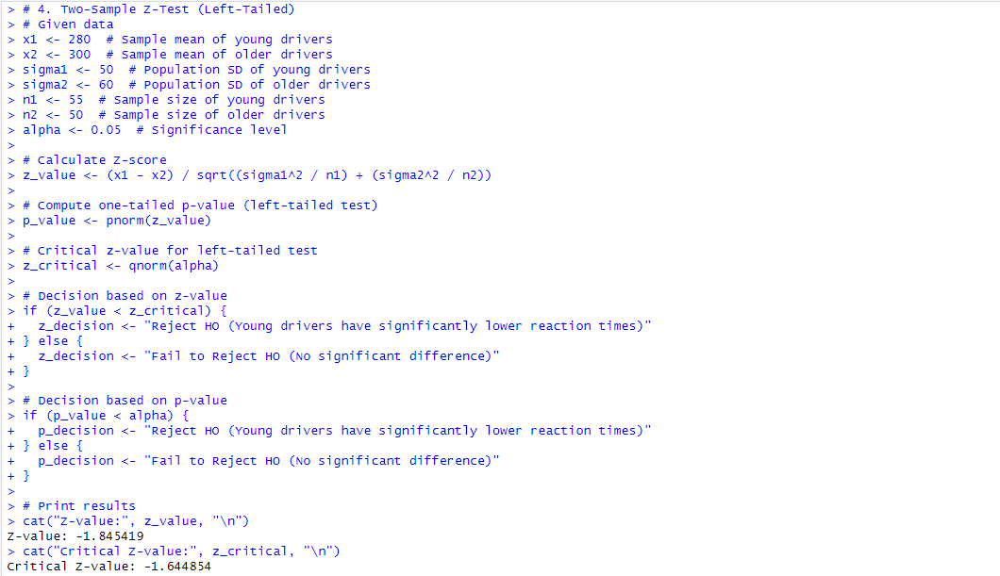 > # 4. Two-Sample Z-Test (Left-Tailed)
> # Given data
> x1 <- 280  # Sample mean of young drivers
> x2 <- 300  # Sample mean of older drivers
> sigma1 <- 50  # Population SD of young drivers
> sigma2 <- 60  # Population SD of older drivers
> n1 <- 55  # Sample size of young drivers
> n2 <- 50  # Sample size of older drivers
> alpha <- 0.05  # Significance level
>
> # Calculate Z-score
> z_value <- (x1 - x2) / sqrt((sigma1^2 / n1) + (sigma2^2 / n2))
>
> # Compute one-tailed p-value (left-tailed test)
> p_value <- pnorm(z_value)
>
> # Critical z-value for left-tailed test
> z_critical <- qnorm(alpha)
>
> # Decision based on z-value
> if (z_value < z_critical) {
+   z_decision <- "Reject H0 (Young drivers have significantly lower reaction times)"
+ } else {
+   z_decision <- "Fail to Reject H0 (No significant difference)"
+ }
>
> # Decision based on p-value
> if (p_value < alpha) {
+   p_decision <- "Reject H0 (Young drivers have significantly lower reaction times)"
+ } else {
+   p_decision <- "Fail to Reject H0 (No significant difference)"
+ }
>
> # Print results
> cat("Z-value:", z_value, "\n")
Z-value: -1.845419
> cat("Critical Z-value:", z_critical, "\n")
Critical Z-value: -1.644854